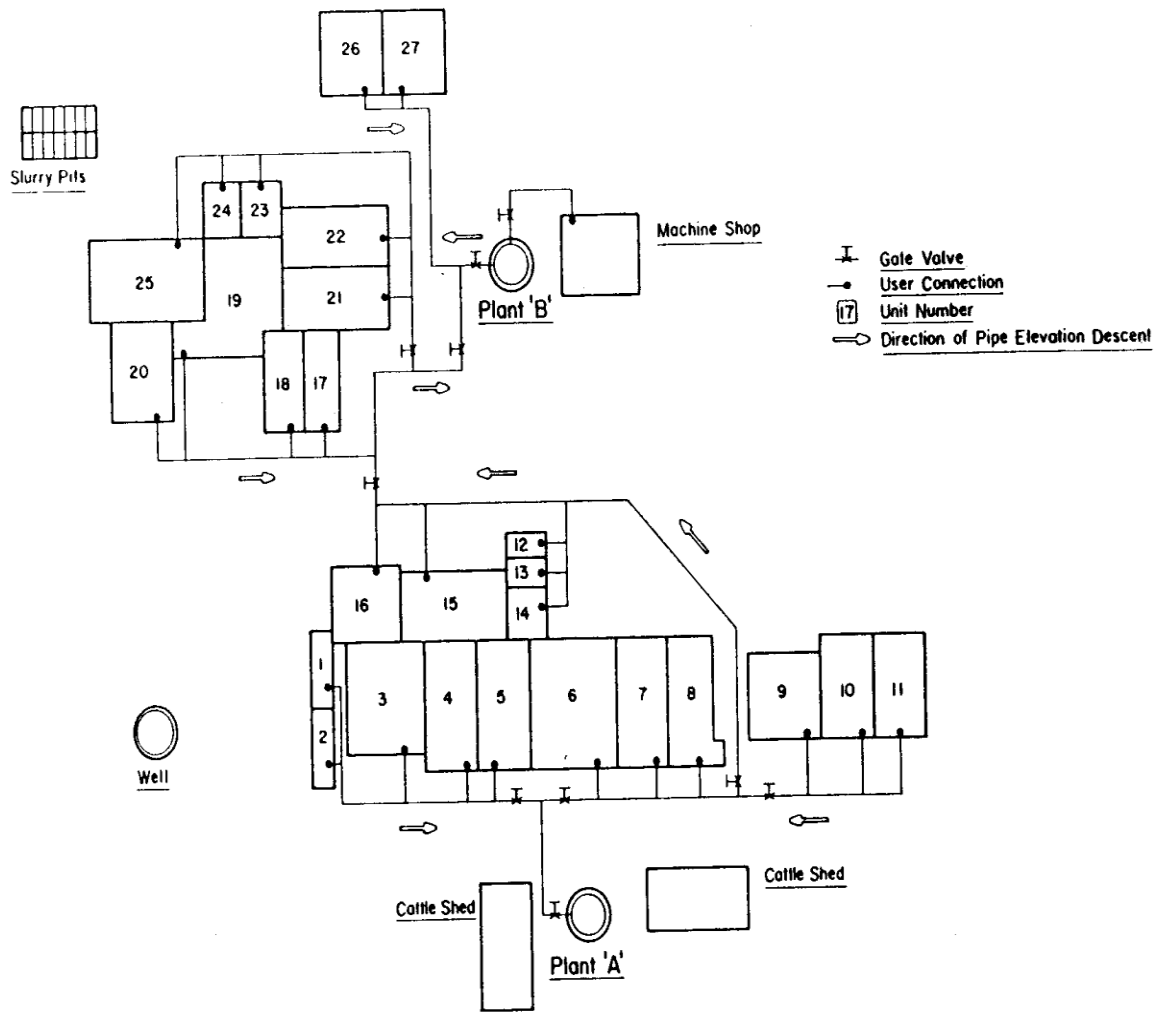 26 27
Slurry Pits
24 23
22
25
19
21
20
18 17
Machine Shop
Plant 'B'
Gate Valve
User Connection
17 Unit Number
Direction of Pipe Elevation Descent
12
13
14
16
15
1
2
3
4
5
6
7
8
9
10
11
Well
Cattle Shed
Cattle Shed
Plant 'A'